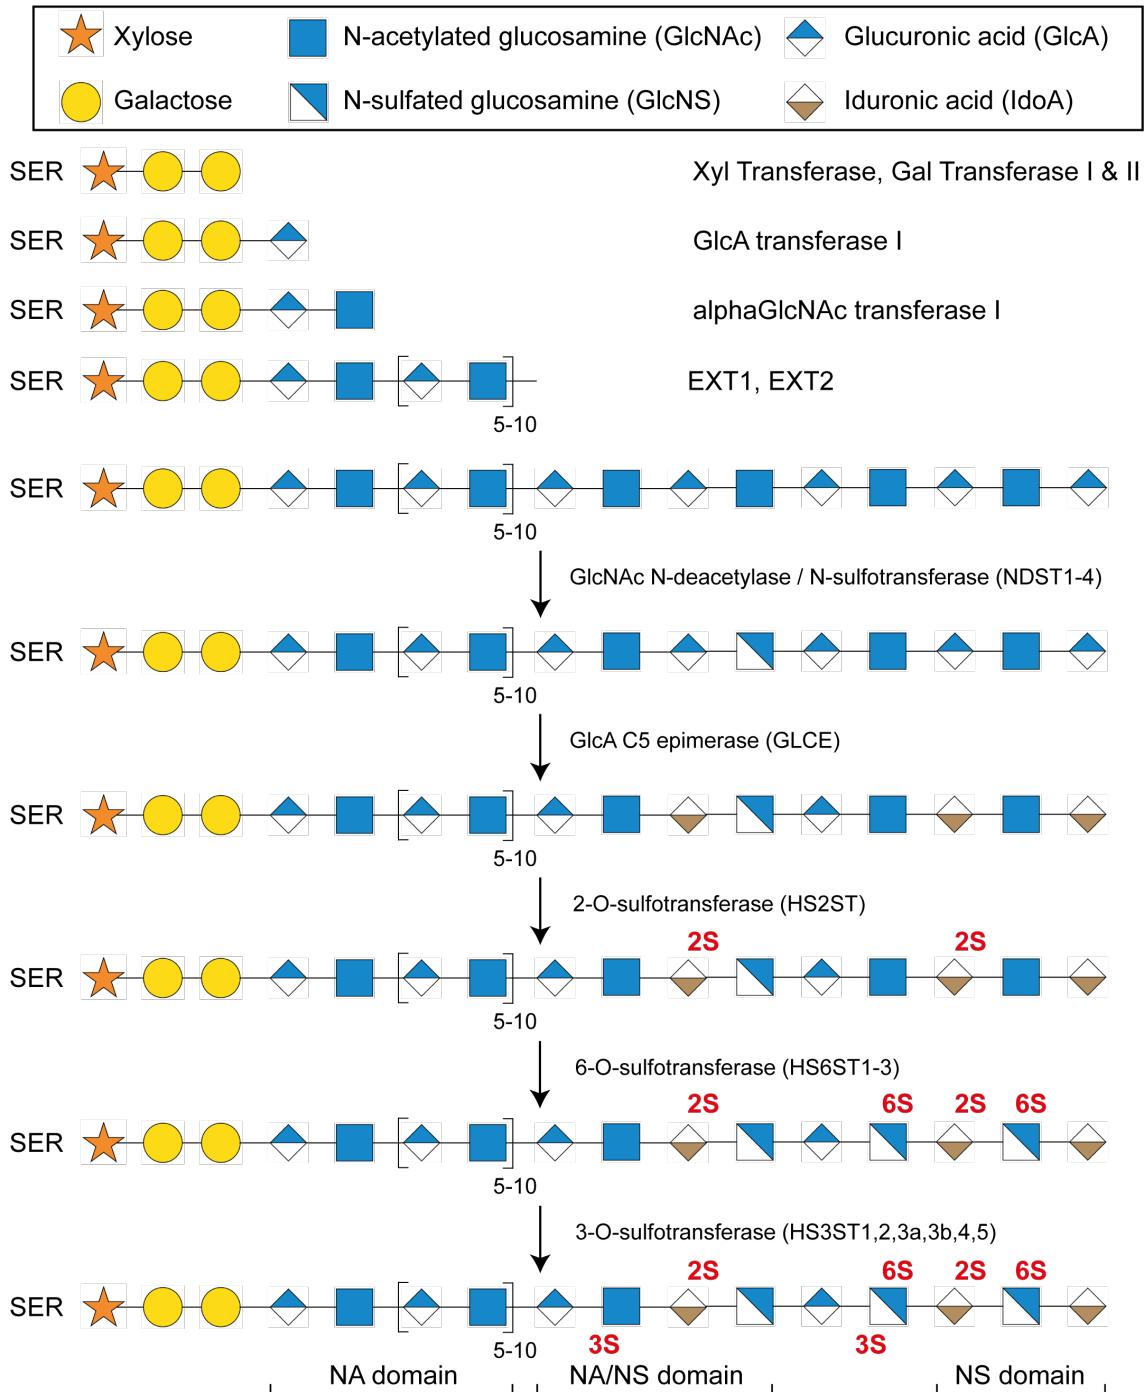 Xylose N-acetylated glucosamine (GlcNAc) Glucuronic acid (GlcA)
Galactose N-sulfated glucosamine (GlcNS) Iduronic acid (IdoA)
SER Xyl Transferase, Gal Transferase I & II
SER GlcA transferase I
SER alphaGlcNAc transferase I
SER EXT1, EXT2
5-10
SER
5-10
GlcNAc N-deacetylase / N-sulfotransferase (NDST1-4)
SER
5-10
GlcA C5 epimerase (GLCE)
SER
5-10
2-O-sulfotransferase (HS2ST)
2S 2S
SER
5-10
6-O-sulfotransferase (HS6ST1-3)
2S 6S 2S 6S
SER
5-10
3-O-sulfotransferase (HS3ST1,2,3a,3b,4,5)
2S 6S 2S 6S
SER
5-10 3S 3S
NA domain NA/NS domain NS domain